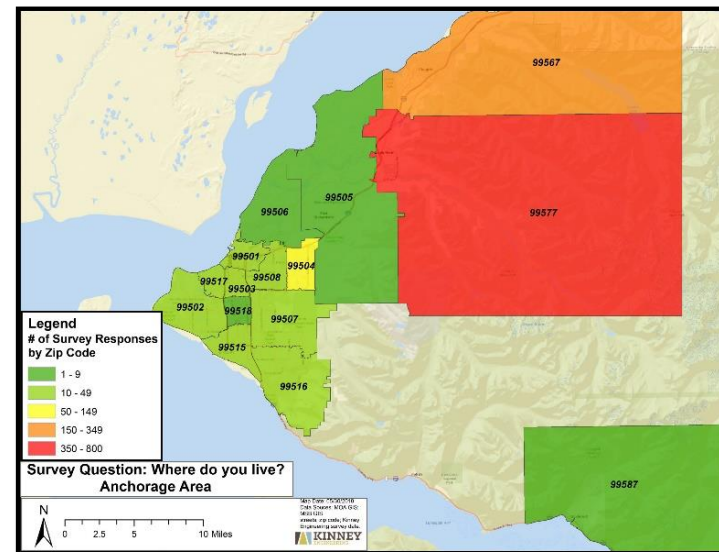 99567
99577
99505
99506
99501
99504
99508
99517
99503
99502
99518
99507
99515
99516
99587
Legend
# of Survey Responses
by Zip Code
1 - 9
10 - 49
50 - 149
150 - 349
350 - 800
Survey Question: Where do you live?
Anchorage Area
N
0 2.5 5 10 Miles
KINNEY